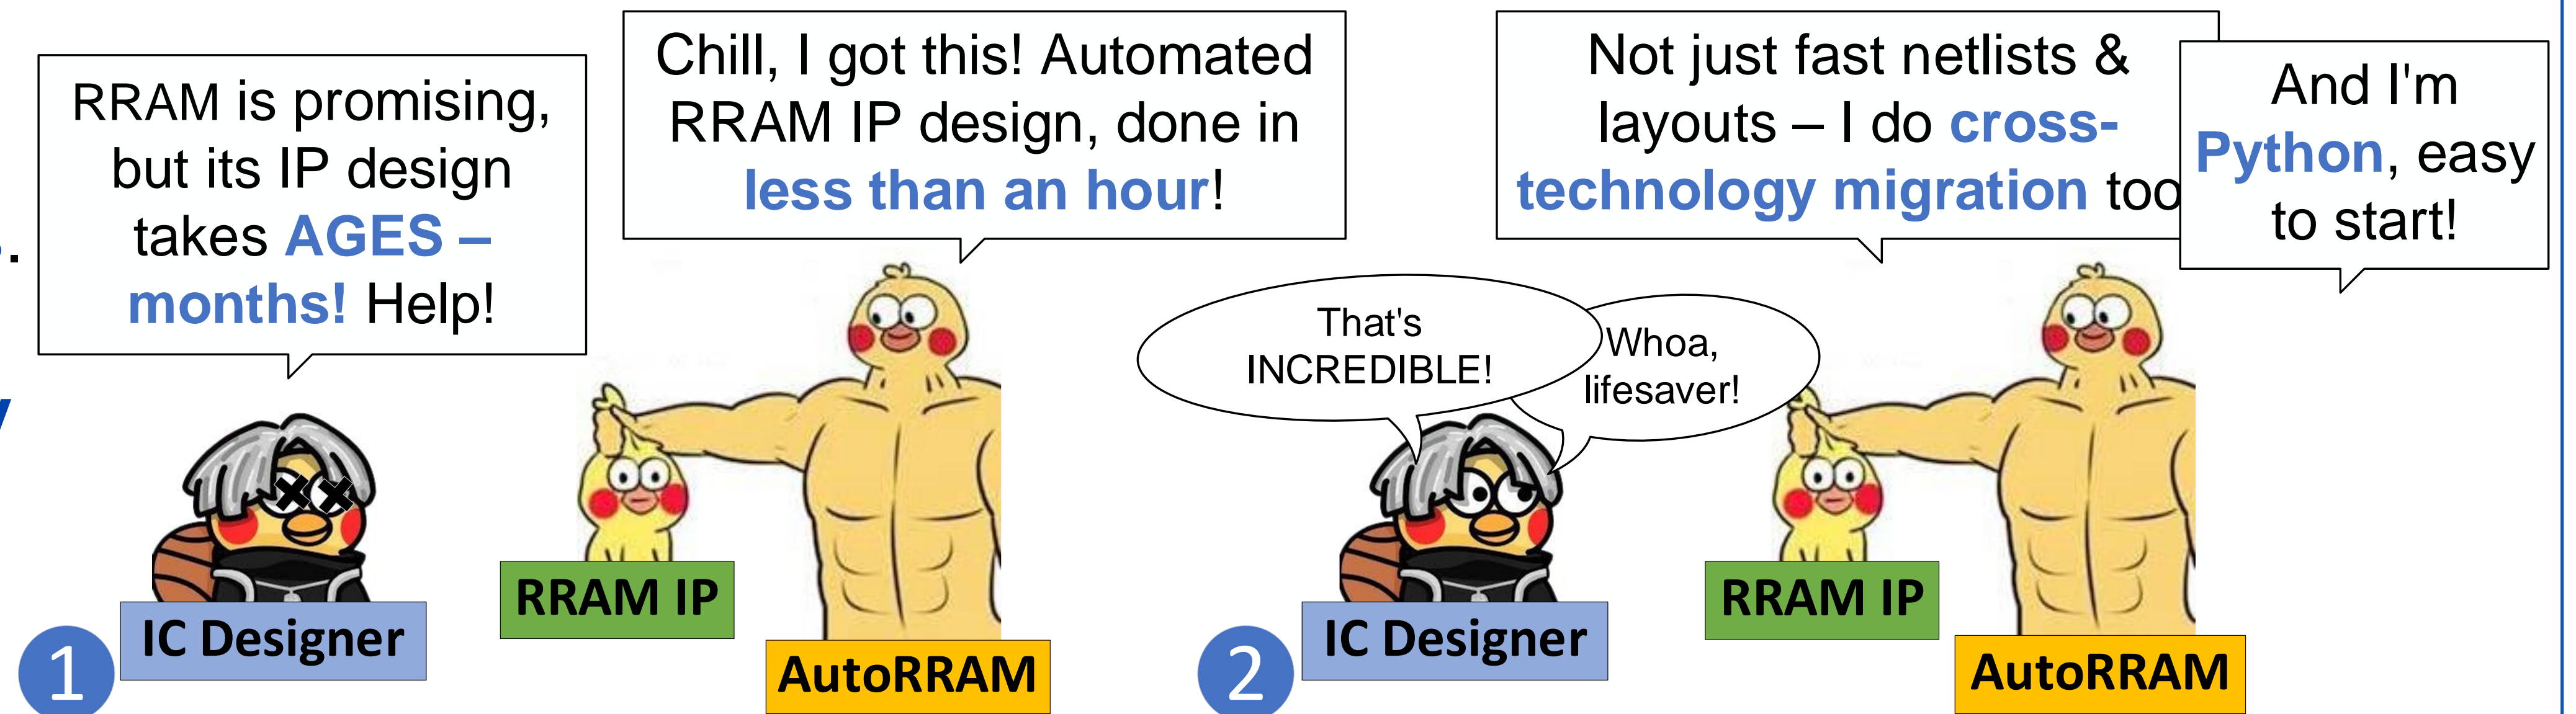 RRAM is promising,
but its IP design
takes AGES –
months! Help!
Chill, I got this! Automated
RRAM IP design, done in
less than an hour!
IC Designer
RRAM IP
AutoRRAM
1
Not just fast netlists &
layouts – I do cross-
technology migration too
And I'm
Python, easy
to start!
That's
INCREDIBLE!
Whoa,
lifesaver!
IC Designer
RRAM IP
AutoRRAM
2